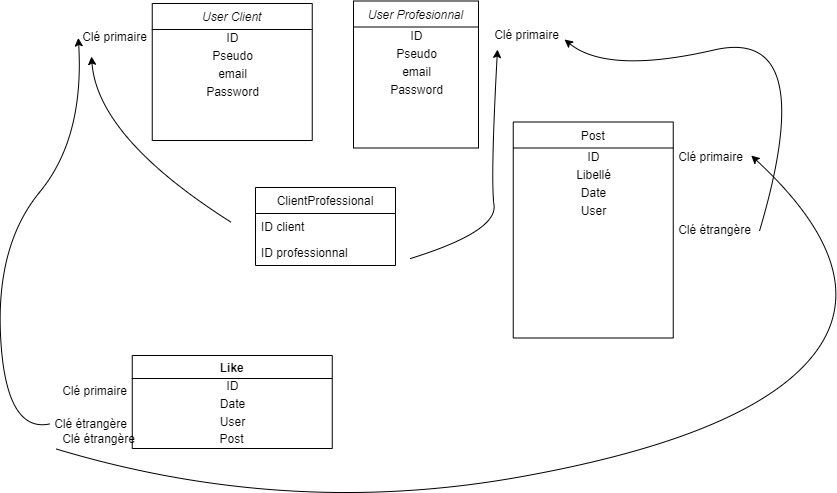 User Client
Clé primaire
ID
Pseudo
email
Password
User Profesionnal
Clé primaire
ID
Pseudo
email
Password
Post
ID
Clé primaire
Libellé
Date
User
Clé étrangère
ClientProfessional
ID client
ID professionnal
Like
Clé primaire
ID
Date
Clé étrangère
User
Clé étrangère
Post